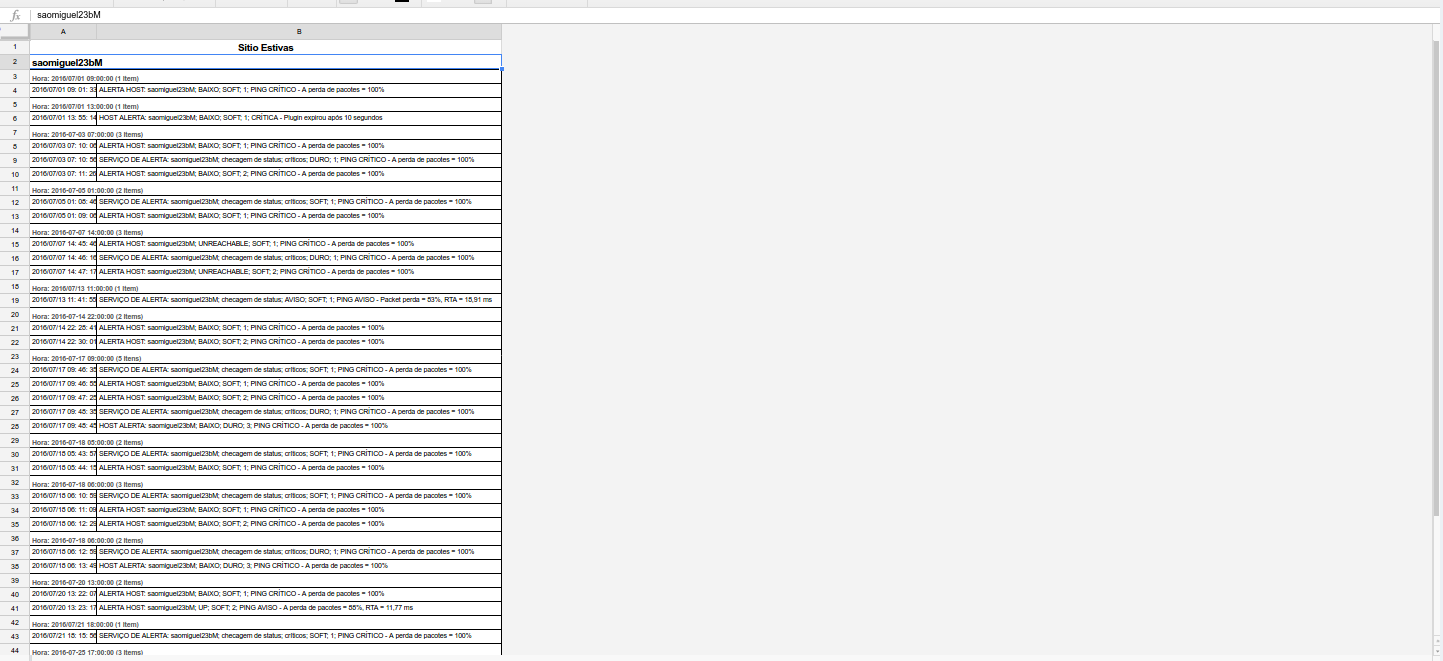 fx saomiguel23bM
A B
1 Sitio Estivas
2 saomiguel23bM
3 Hora: 2016/07/01 09:00:00 (1 Item)
4 2016/07/01 09: 01: 33 ALERTA HOST: saomiguel23bM; BAIXO; SOFT; 1; PING CRÍTICO - A perda de pacotes = 100%
5 Hora: 2016/07/01 13:00:00 (1 Item)
6 2016/07/01 13: 55: 14 HOST ALERTA: saomiguel23bM; BAIXO; SOFT; 1; CRÍTICA - Plugin expirou após 10 segundos
7 Hora: 2016-07-03 07:00:00 (3 Items)
8 2016/07/03 07: 10: 06 ALERTA HOST: saomiguel23bM; BAIXO; SOFT; 1; PING CRÍTICO - A perda de pacotes = 100%
9 2016/07/03 07: 10: 56 SERVIÇO DE ALERTA: saomiguel23bM; checagem de status; críticos; DURO; 1; PING CRÍTICO - A perda de pacotes = 100%
10 2016/07/03 07: 11: 26 ALERTA HOST: saomiguel23bM; BAIXO; SOFT; 2; PING CRÍTICO - A perda de pacotes = 100%
11 Hora: 2016-07-05 01:00:00 (2 Items)
12 2016/07/05 01: 08: 46 SERVIÇO DE ALERTA: saomiguel23bM; checagem de status; críticos; SOFT; 1; PING CRÍTICO - A perda de pacotes = 100%
13 2016/07/05 01: 09: 06 ALERTA HOST: saomiguel23bM; BAIXO; SOFT; 1; PING CRÍTICO - A perda de pacotes = 100%
14 Hora: 2016-07-07 14:00:00 (3 Items)
15 2016/07/07 14: 45: 46 ALERTA HOST: saomiguel23bM; UNREACHABLE; SOFT; 1; PING CRÍTICO - A perda de pacotes = 100%
16 2016/07/07 14: 46: 16 SERVIÇO DE ALERTA: saomiguel23bM; checagem de status; críticos; DURO; 1; PING CRÍTICO - A perda de pacotes = 100%
17 2016/07/07 14: 47: 17 ALERTA HOST: saomiguel23bM; UNREACHABLE; SOFT; 2; PING CRÍTICO - A perda de pacotes = 100%
18 Hora: 2016/07/13 11:00:00 (1 Item)
19 2016/07/13 11: 41: 55 SERVIÇO DE ALERTA: saomiguel23bM; checagem de status; AVISO; SOFT; 1; PING AVISO - Packet perda = 83%, RTA = 18,91 ms
20 Hora: 2016-07-14 22:00:00 (2 Items)
21 2016/07/14 22: 28: 41 ALERTA HOST: saomiguel23bM; BAIXO; SOFT; 1; PING CRÍTICO - A perda de pacotes = 100%
22 2016/07/14 22: 30: 01 ALERTA HOST: saomiguel23bM; BAIXO; SOFT; 2; PING CRÍTICO - A perda de pacotes = 100%
23 Hora: 2016-07-17 09:00:00 (5 Itens)
24 2016/07/17 09: 46: 35 SERVIÇO DE ALERTA: saomiguel23bM; checagem de status; críticos; SOFT; 1; PING CRÍTICO - A perda de pacotes = 100%
25 2016/07/17 09: 46: 55 ALERTA HOST: saomiguel23bM; BAIXO; SOFT; 1; PING CRÍTICO - A perda de pacotes = 100%
26 2016/07/17 09: 47: 25 ALERTA HOST: saomiguel23bM; BAIXO; SOFT; 2; PING CRÍTICO - A perda de pacotes = 100%
27 2016/07/17 09: 48: 35 SERVIÇO DE ALERTA: saomiguel23bM; checagem de status; críticos; DURO; 1; PING CRÍTICO - A perda de pacotes = 100%
28 2016/07/17 09: 48: 45 HOST ALERTA: saomiguel23bM; BAIXO; DURO; 3; PING CRÍTICO - A perda de pacotes = 100%
29 Hora: 2016-07-18 05:00:00 (2 Items)
30 2016/07/18 05: 43: 57 SERVIÇO DE ALERTA: saomiguel23bM; checagem de status; críticos; SOFT; 1; PING CRÍTICO - A perda de pacotes = 100%
31 2016/07/18 05: 44: 15 ALERTA HOST: saomiguel23bM; BAIXO; SOFT; 1; PING CRÍTICO - A perda de pacotes = 100%
32 Hora: 2016-07-18 06:00:00 (3 Items)
33 2016/07/18 06: 10: 59 SERVIÇO DE ALERTA: saomiguel23bM; checagem de status; críticos; SOFT; 1; PING CRÍTICO - A perda de pacotes = 100%
34 2016/07/18 06: 11: 09 ALERTA HOST: saomiguel23bM; BAIXO; SOFT; 1; PING CRÍTICO - A perda de pacotes = 100%
35 2016/07/18 06: 12: 29 ALERTA HOST: saomiguel23bM; BAIXO; SOFT; 2; PING CRÍTICO - A perda de pacotes = 100%
36 Hora: 2016-07-18 06:00:00 (2 Items)
37 2016/07/18 06: 12: 59 SERVIÇO DE ALERTA: saomiguel23bM; checagem de status; críticos; DURO; 1; PING CRÍTICO - A perda de pacotes = 100%
38 2016/07/18 06: 13: 49 HOST ALERTA: saomiguel23bM; BAIXO; DURO; 3; PING CRÍTICO - A perda de pacotes = 100%
39 Hora: 2016-07-20 13:00:00 (2 Items)
40 2016/07/20 13: 22: 07 ALERTA HOST: saomiguel23bM; BAIXO; SOFT; 1; PING CRÍTICO - A perda de pacotes = 100%
41 2016/07/20 13: 23: 17 ALERTA HOST: saomiguel23bM; UP; SOFT; 2; PING AVISO - A perda de pacotes = 88%, RTA = 11,77 ms
42 Hora: 2016/07/21 18:00:00 (1 Item)
43 2016/07/21 18: 15: 56 SERVIÇO DE ALERTA: saomiguel23bM; checagem de status; críticos; SOFT; 1; PING CRÍTICO - A perda de pacotes = 100%
44 Hora: 2016-07-25 17:00:00 (3 Items)